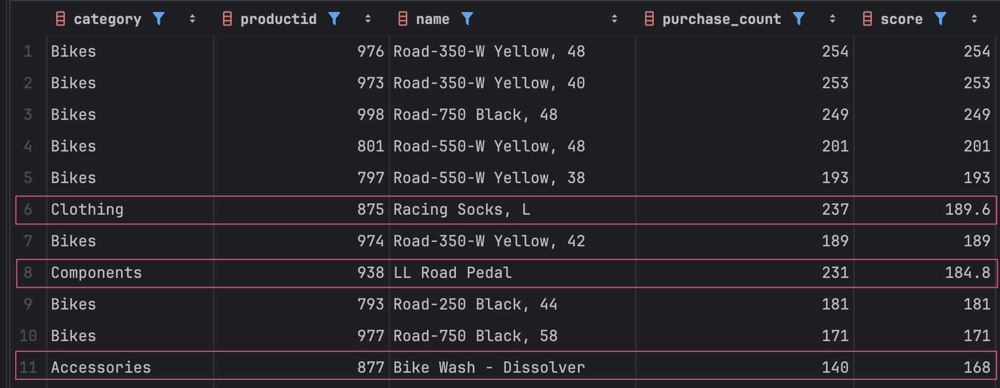 category productid name purchase_count score
1 Bikes 976 Road-350-W Yellow, 48 254 254
2 Bikes 973 Road-350-W Yellow, 40 253 253
3 Bikes 998 Road-750 Black, 48 249 249
4 Bikes 801 Road-550-W Yellow, 48 201 201
5 Bikes 797 Road-550-W Yellow, 38 193 193
6 Clothing 875 Racing Socks, L 237 189.6
7 Bikes 974 Road-350-W Yellow, 42 189 189
8 Components 938 LL Road Pedal 231 184.8
9 Bikes 793 Road-250 Black, 44 181 181
10 Bikes 977 Road-750 Black, 58 171 171
11 Accessories 877 Bike Wash - Dissolver 140 168